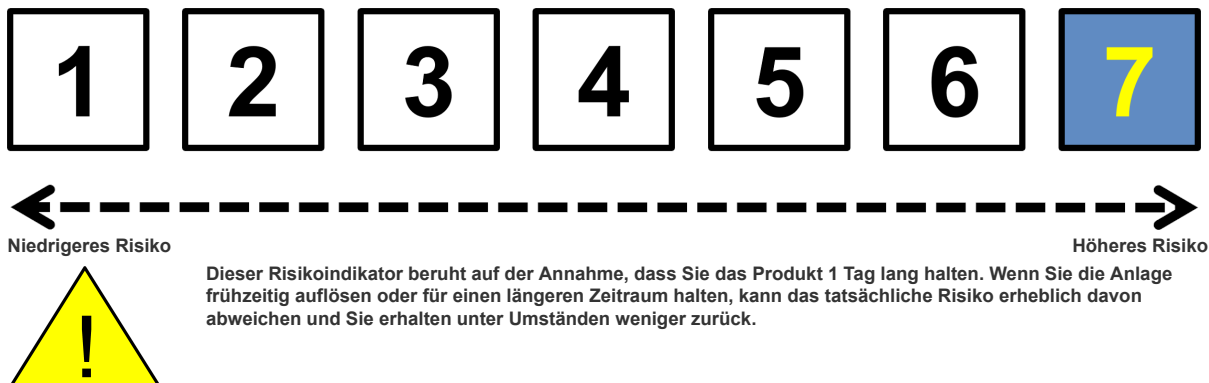 1 2 3 4 5 6 7
Niedrigeres Risiko Höheres Risiko
Dieser Risikoindikator beruht auf der Annahme, dass Sie das Produkt 1 Tag lang halten. Wenn Sie die Anlage
frühzeitig auflösen oder für einen längeren Zeitraum halten, kann das tatsächliche Risiko erheblich davon
abweichen und Sie erhalten unter Umständen weniger zurück.
!